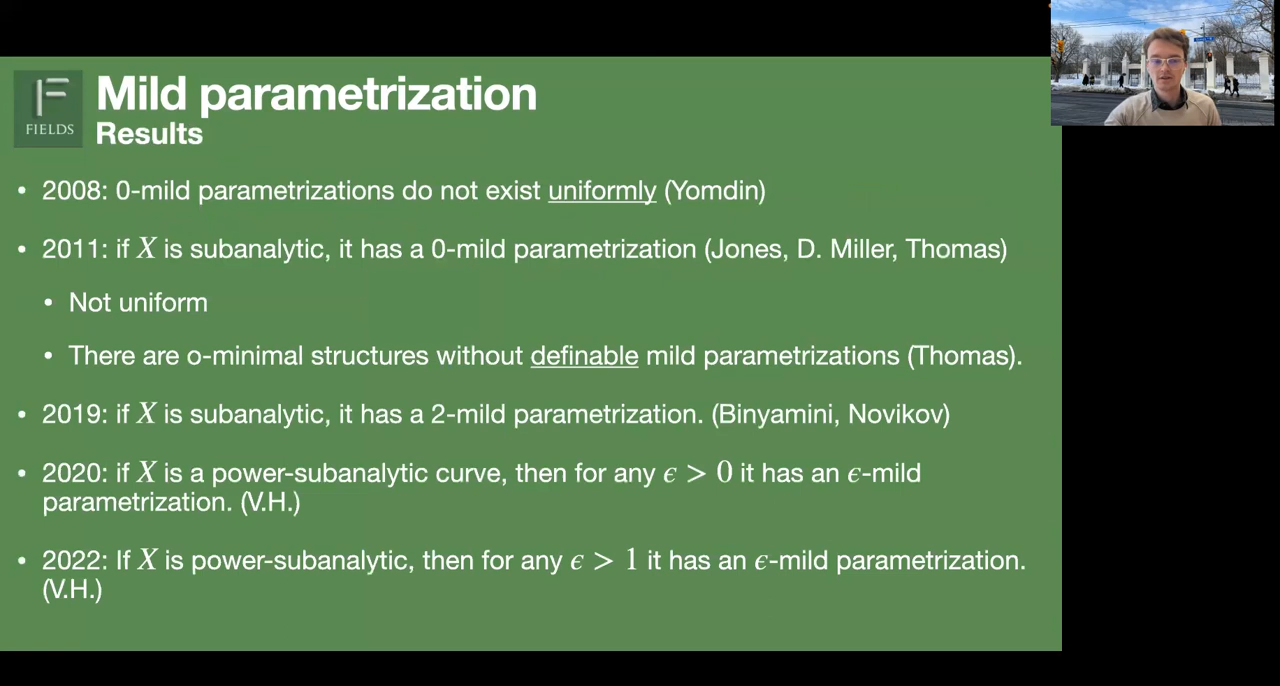 Mild parametrization
FIELDS
Results
• 2008: 0-mild parametrizations do not exist uniformly (Yomdin)
• 2011: if X is subanalytic, it has a 0-mild parametrization (Jones, D. Miller, Thomas)
• Not uniform
• There are o-minimal structures without definable mild parametrizations (Thomas).
• 2019: if X is subanalytic, it has a 2-mild parametrization. (Binyamini, Novikov)
• 2020: if X is a power-subanalytic curve, then for any ϵ > 0 it has an ϵ-mild
parametrization. (V.H.)
• 2022: If X is power-subanalytic, then for any ϵ > 1 it has an ϵ-mild parametrization.
(V.H.)